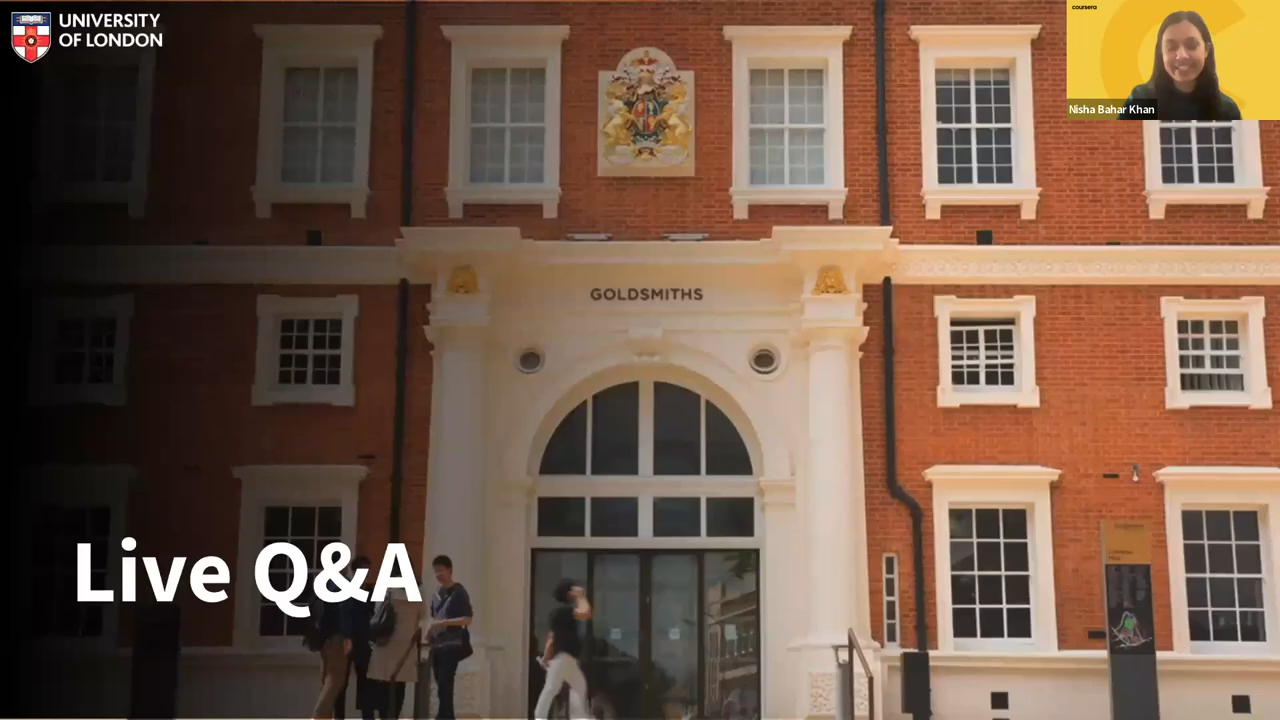 UNIVERSITY
OF LONDON
coursera
Nisha Bahar Khan
GOLDSMITHS
Live Q&A